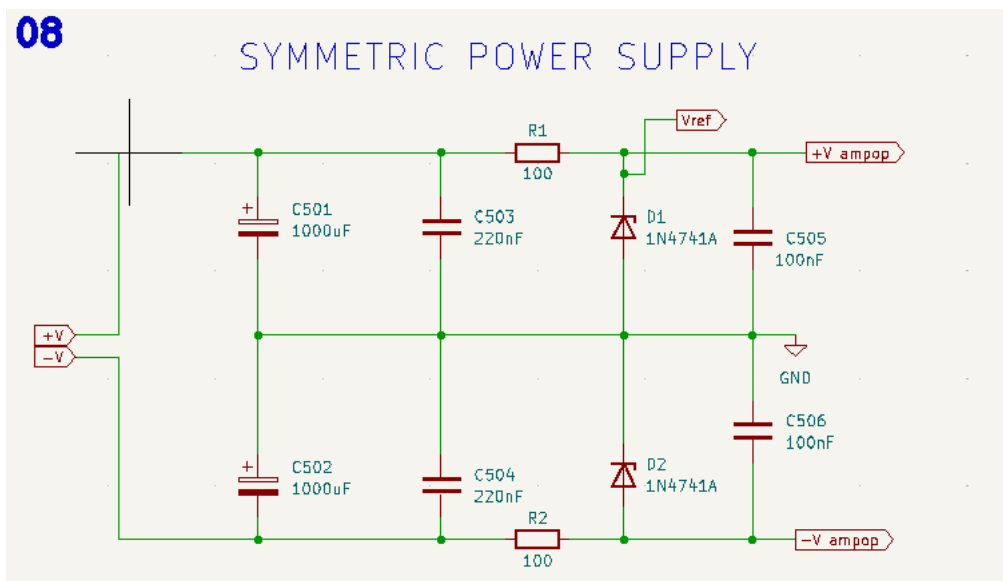 08
SYMMETRIC POWER SUPPLY
Vref
R1
100
+V ampop
+
C501
1000uF
C503
220nF
D1
1N4741A
C505
100nF
+V
-V
GND
+
C502
1000uF
C504
220nF
D2
1N4741A
C506
100nF
R2
100
-V ampop